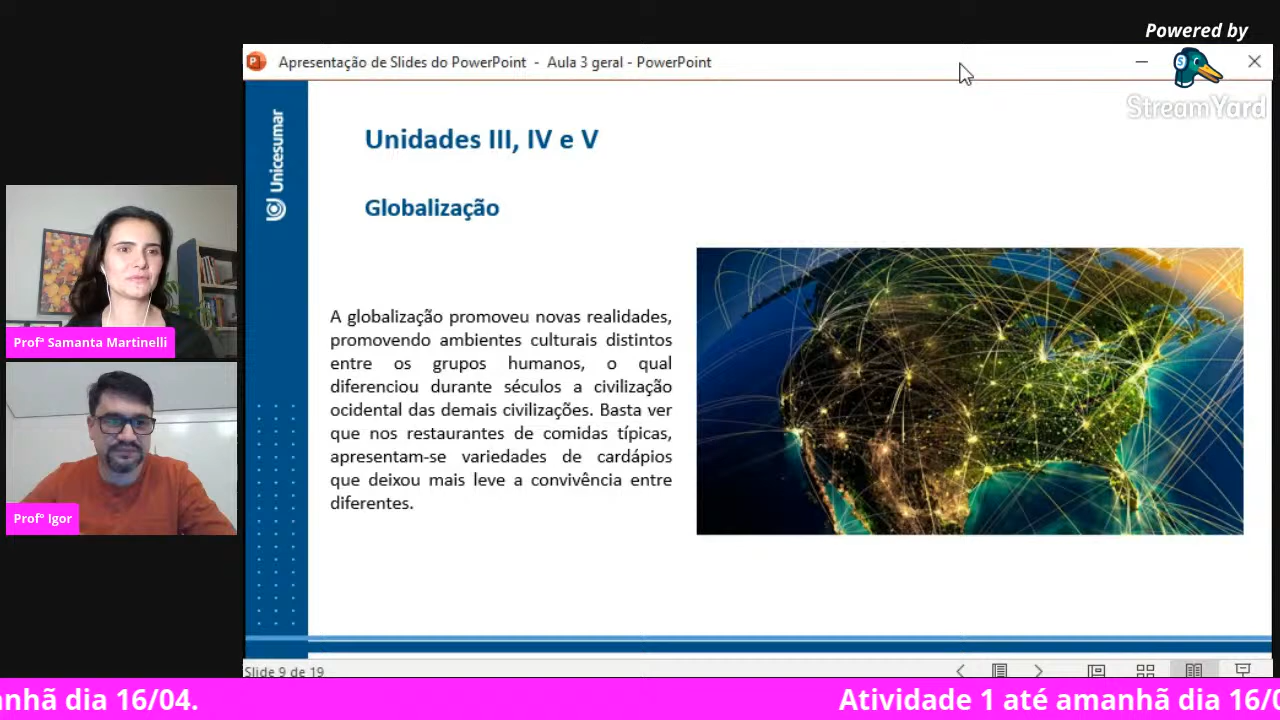 Powered by
StreamYard
Apresentação de Slides do PowerPoint - Aula 3 geral - PowerPoint
Unicesumar
Unidades III, IV e V
Globalização
A globalização promoveu novas realidades,
promovendo ambientes culturais distintos
entre os grupos humanos, o qual
diferenciou durante séculos a civilização
ocidental das demais civilizações. Basta ver
que nos restaurantes de comidas típicas,
apresentam-se variedades de cardápios
que deixou mais leve a convivência entre
diferentes.
Profª Samanta Martinelli
Profº Igor
Slide 9 de 19
anhã dia 16/04.
Atividade 1 até amanhã dia 16/0